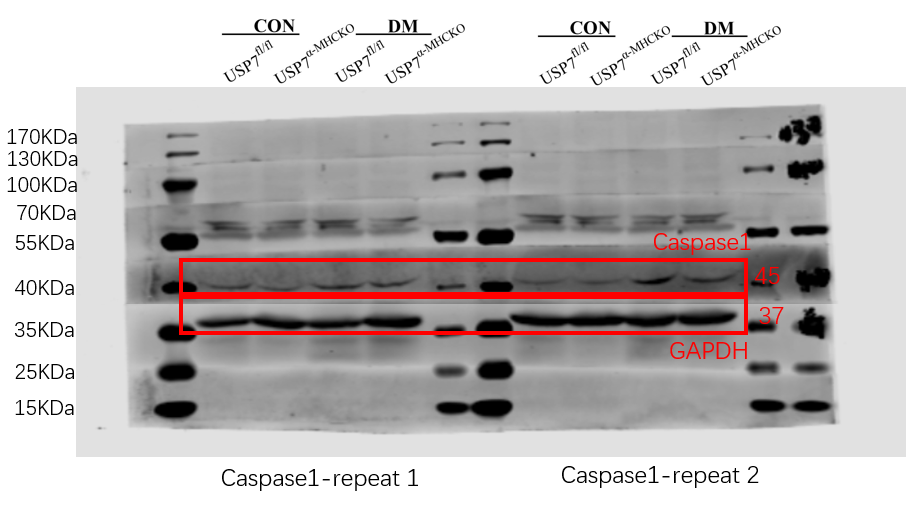 CON DM CON DM
USP7fl/fl USP7α-MHCKO USP7fl/fl USP7α-MHCKO USP7fl/fl USP7α-MHCKO USP7fl/fl USP7α-MHCKO
170KDa
130KDa
100KDa
70KDa
55KDa
Caspase1
40KDa
45
35KDa
37
GAPDH
25KDa
15KDa
Caspase1-repeat 1
Caspase1-repeat 2